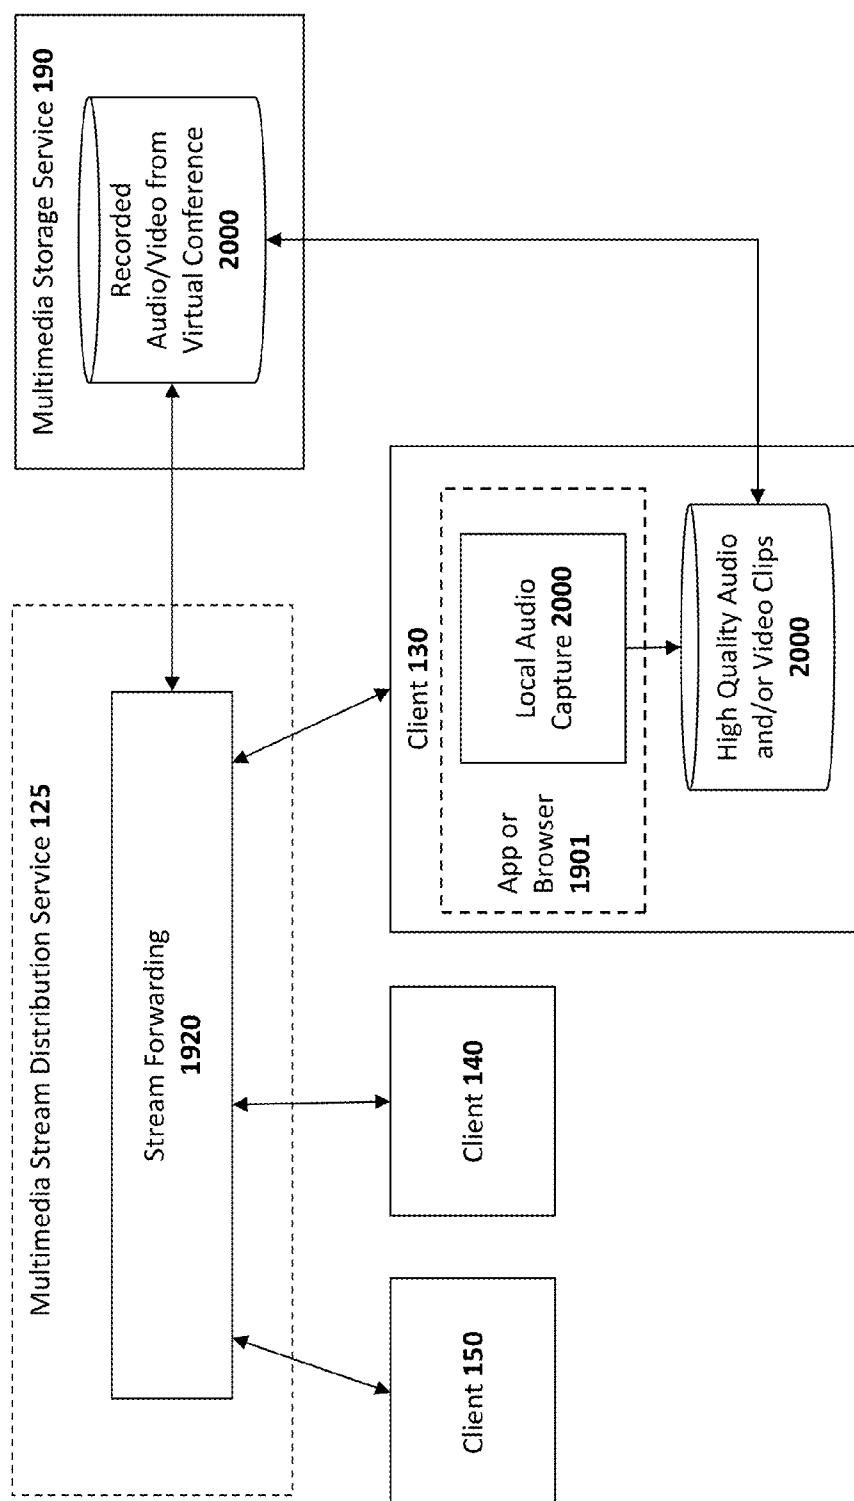 Multimedia Stream Distribution Service 125
Stream Forwarding
1920
Multimedia Storage Service 190
Recorded
Audio/Video from
Virtual Conference
2000
Client 150
Client 140
Client 130
App or
Browser
1901
Local Audio
Capture 2000
High Quality Audio
and/or Video Clips
2000